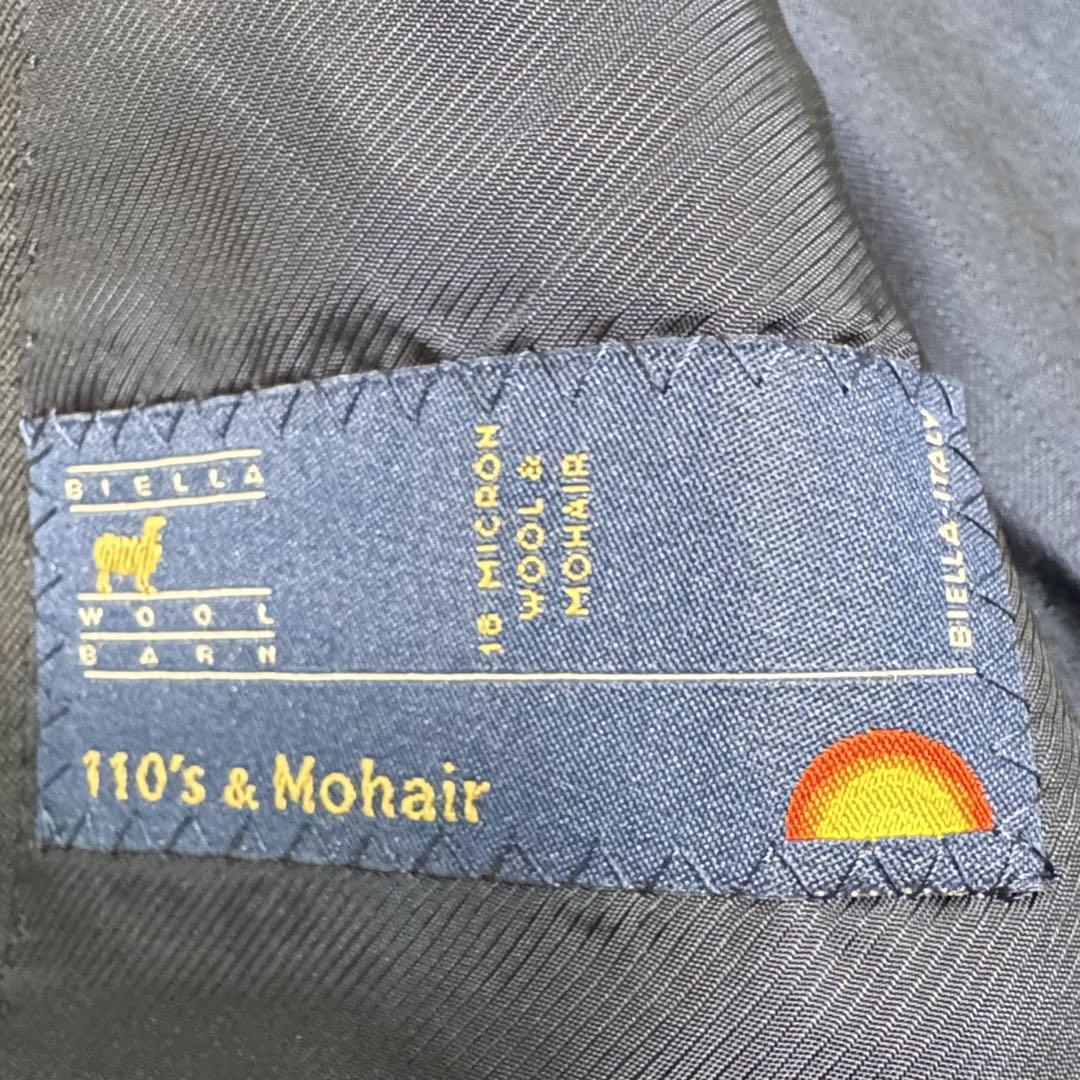 BIELLA
WOOL
BARN
16 MICRON
WOOL &
MOHAIR
BIELLA-ITALY
110's & Mohair